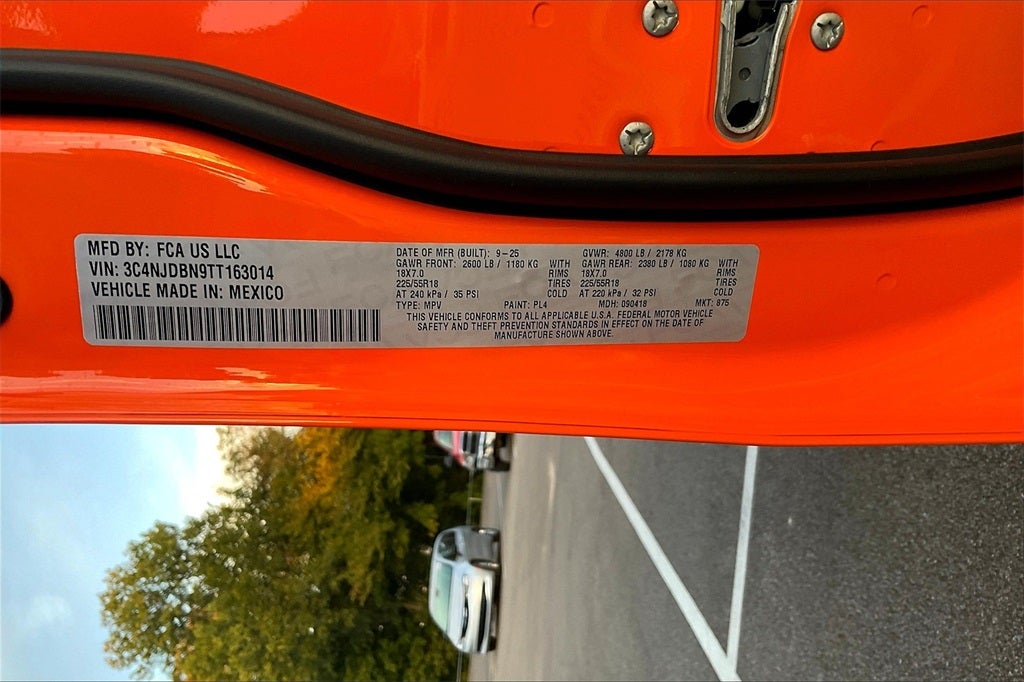 MFD BY: FCA US LLC
VIN: 3C4NJDBN9TT163014
VEHICLE MADE IN: MEXICO
DATE OF MFR (BUILT): 9-25 GVWR: 4800 LB / 2178 KG
GAWR FRONT: 2600 LB / 1180 KG WITH GAWR REAR: 2380 LB / 1080 KG WITH
18X7.0 RIMS 18X7.0 RIMS
225/55R18 TIRES 225/55R18 TIRES
AT 240 kPa / 35 PSI COLD AT 220 kPa / 32 PSI COLD
TYPE: MPV PAINT: PL4 MDH: 090418 MKT: 875
THIS VEHICLE CONFORMS TO ALL APPLICABLE U.S.A. FEDERAL MOTOR VEHICLE
SAFETY AND THEFT PREVENTION STANDARDS IN EFFECT ON THE DATE OF
MANUFACTURE SHOWN ABOVE.